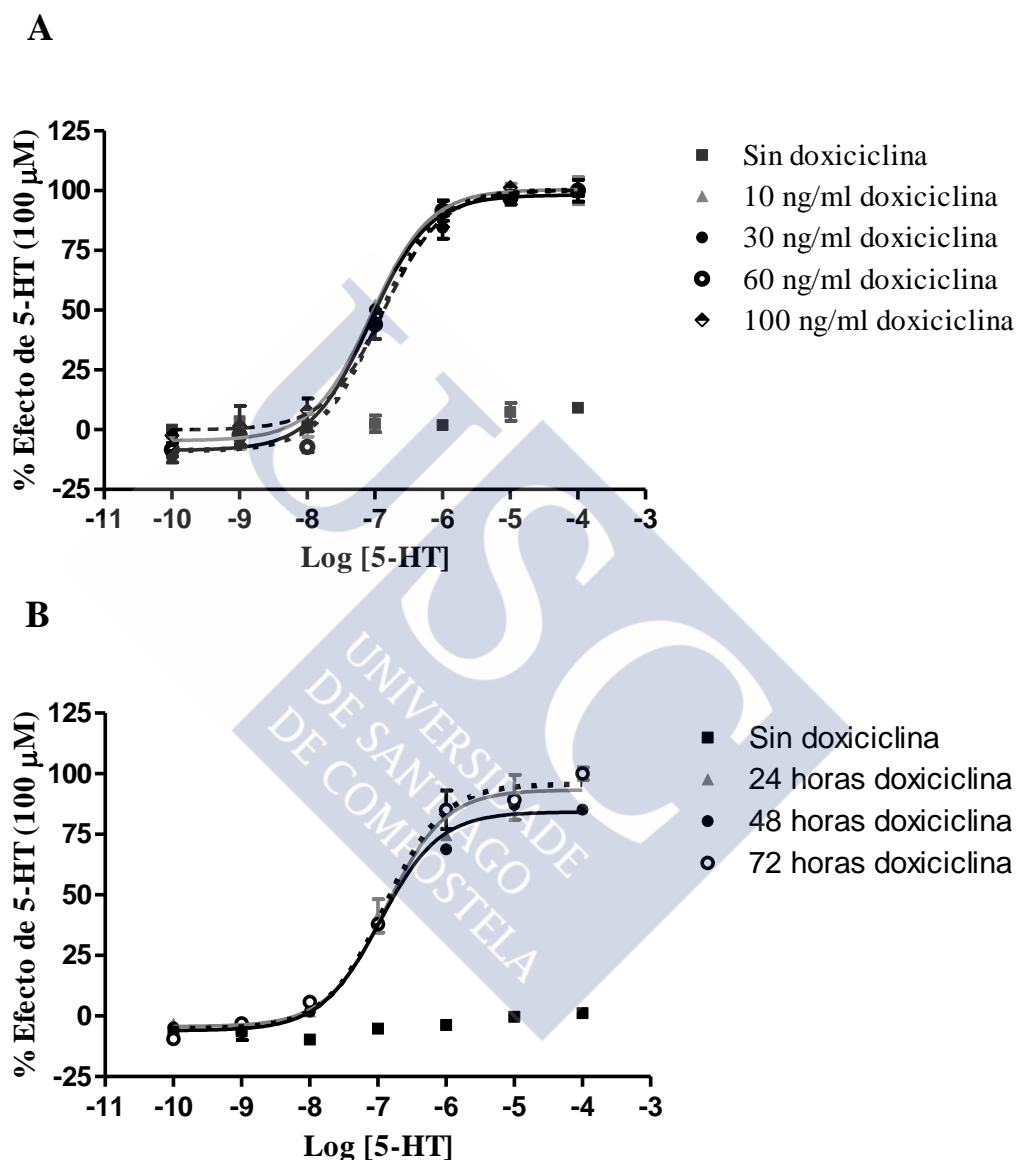 A
% Efecto de 5-HT (100 µM)
125
100
75
50
25
0
-25
-11 -10 -9 -8 -7 -6 -5 -4 -3
Log [5-HT]
Sin doxiciclina
10 ng/ml doxiciclina
30 ng/ml doxiciclina
60 ng/ml doxiciclina
100 ng/ml doxiciclina
USC
UNIVERSIDADE
DE SANTIAGO
DE COMPOSTELA
B
% Efecto de 5-HT (100 µM)
125
100
75
50
25
0
-25
-11 -10 -9 -8 -7 -6 -5 -4 -3
Log [5-HT]
Sin doxiciclina
24 horas doxiciclina
48 horas doxiciclina
72 horas doxiciclina